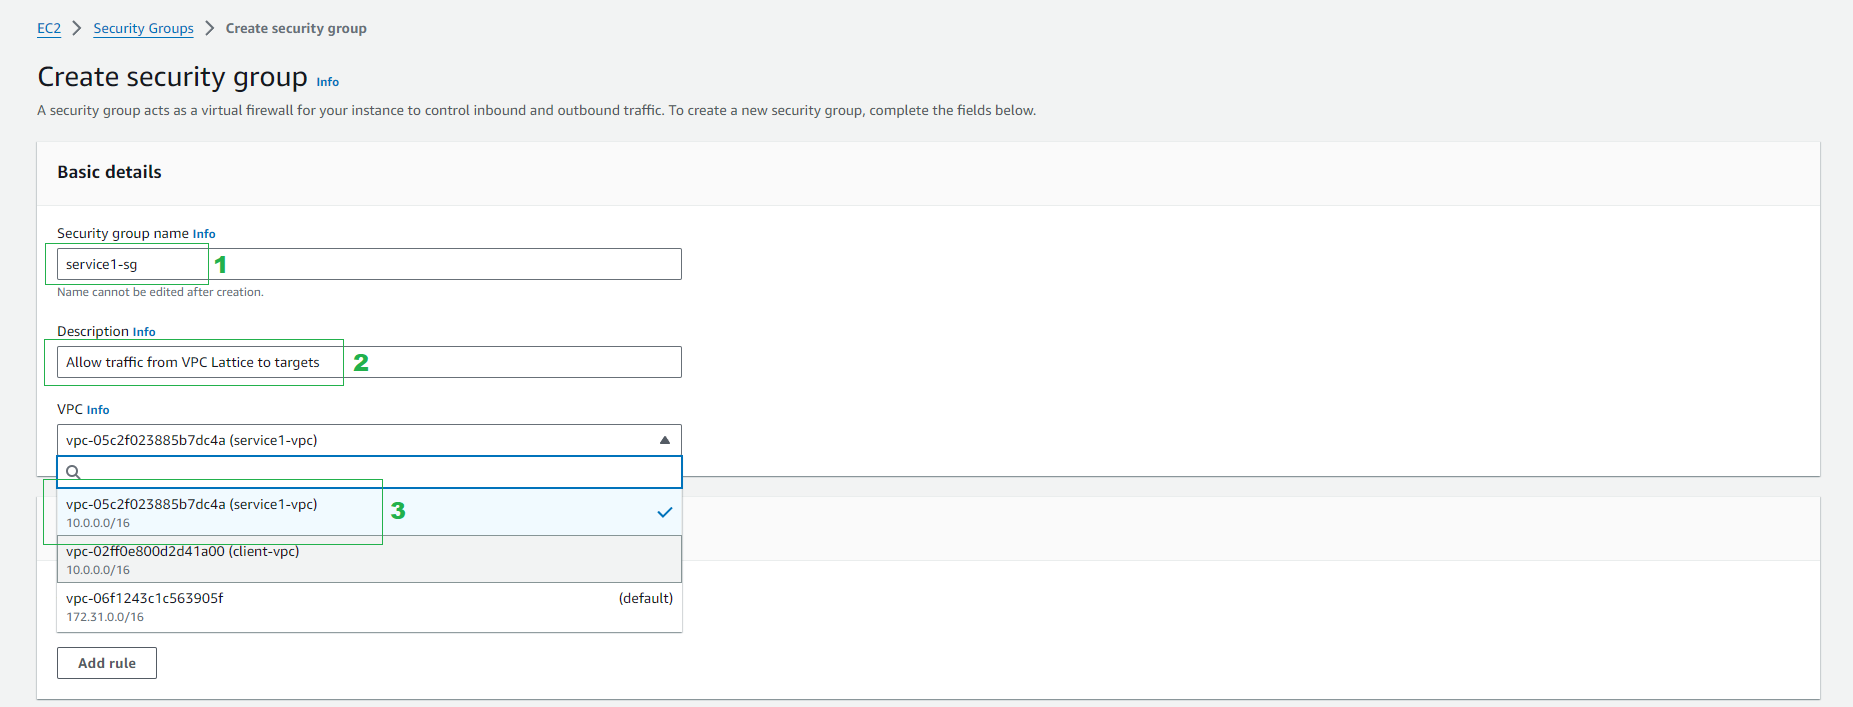 EC2 > Security Groups > Create security group
Create security group Info
A security group acts as a virtual firewall for your instance to control inbound and outbound traffic. To create a new security group, complete the fields below.
Basic details
Security group name Info
service1-sg 1
Name cannot be edited after creation.
Description Info
Allow traffic from VPC Lattice to targets 2
VPC Info
vpc-05c2f023885b7dc4a (service1-vpc)
vpc-05c2f023885b7dc4a (service1-vpc) 3
10.0.0.0/16
vpc-02ff0e800d2d41a00 (client-vpc)
10.0.0.0/16
vpc-06f1243c1c563905f (default)
172.31.0.0/16
Add rule